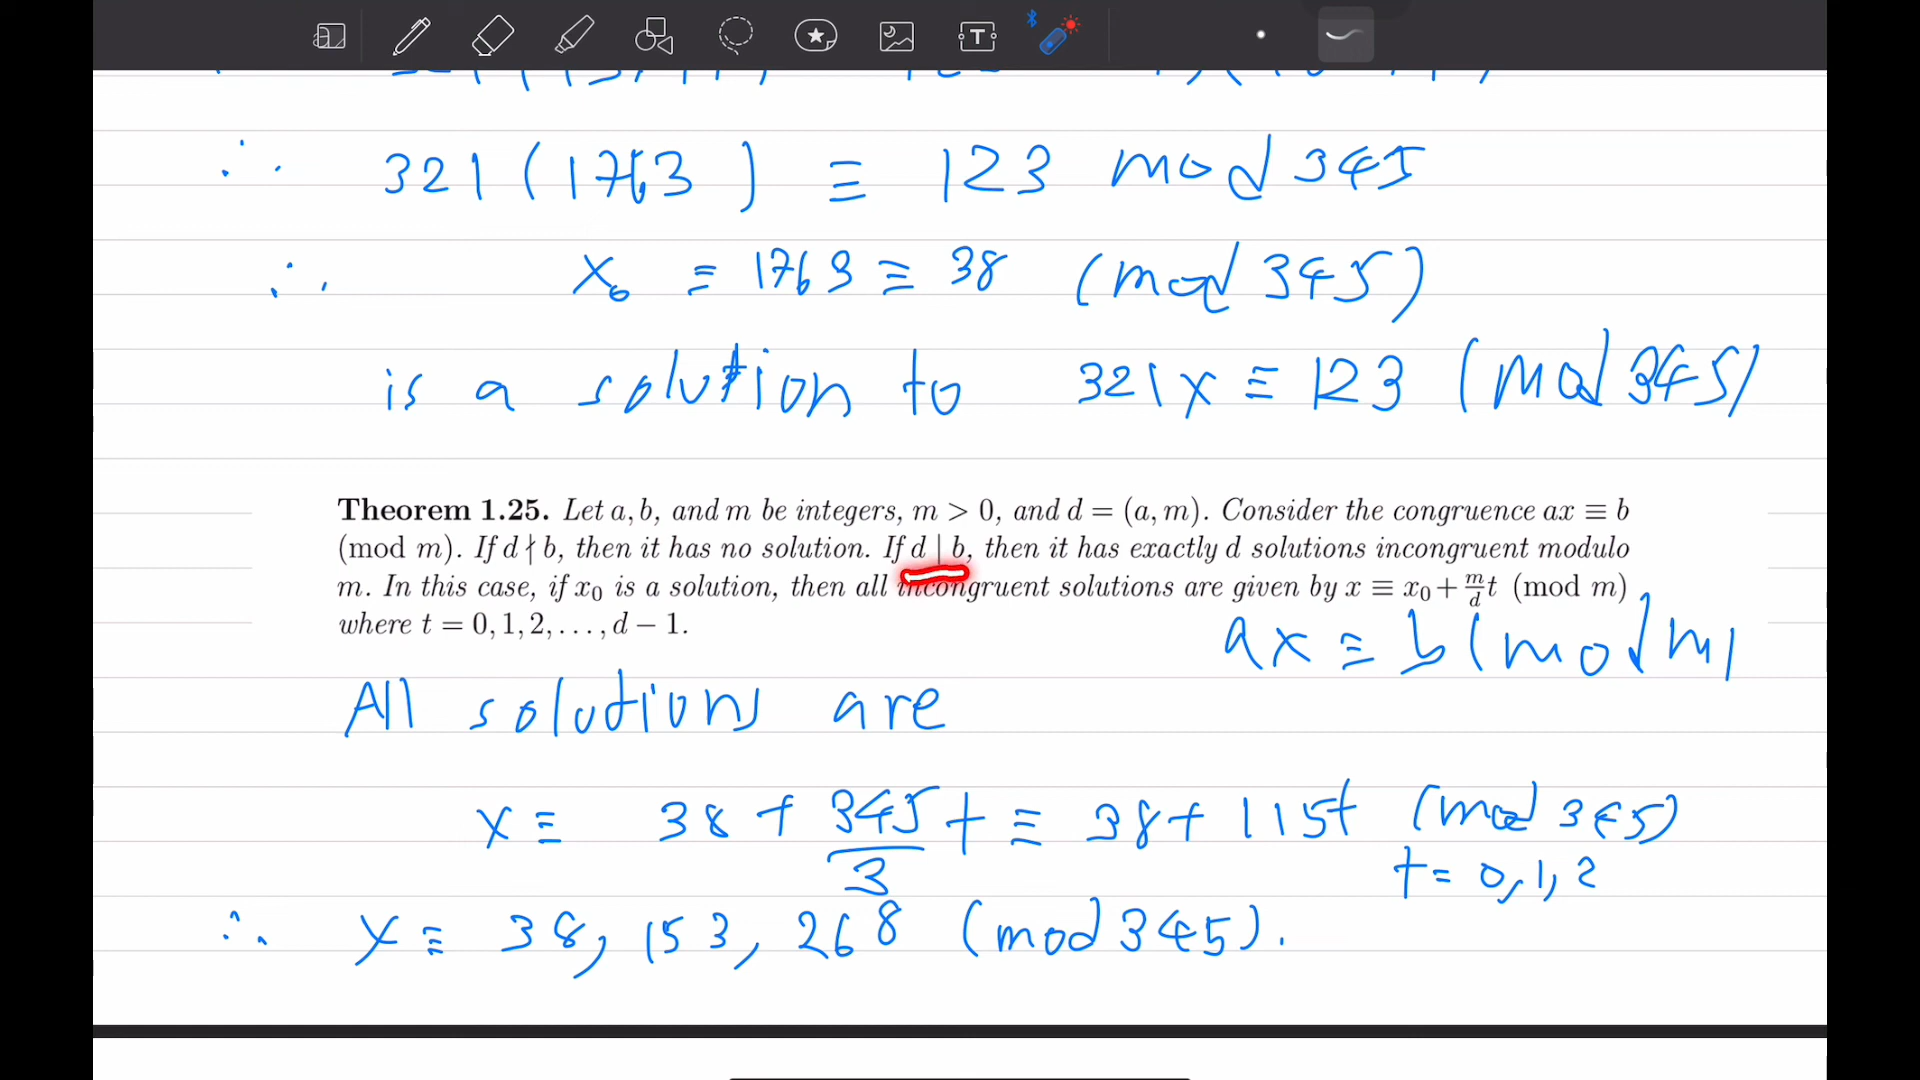 ∴ 321 (1763) ≡ 123 mod 345
∴ x₀ ≡ 1763 ≡ 38 (mod 345)
is a solution to 321x ≡ 123 (mod 345)
Theorem 1.25. Let a, b, and m be integers, m > 0, and d = (a, m). Consider the congruence ax ≡ b
(mod m). If d ∤ b, then it has no solution. If d | b, then it has exactly d solutions incongruent modulo
m. In this case, if x₀ is a solution, then all incongruent solutions are given by x ≡ x₀ + m/d t (mod m)
where t = 0, 1, 2, . . . , d − 1.
ax ≡ b (mod m)
All solutions are
x ≡ 38 + 345/3 t ≡ 38 + 115t (mod 345)
t = 0, 1, 2
∴ x ≡ 38, 153, 268 (mod 345).